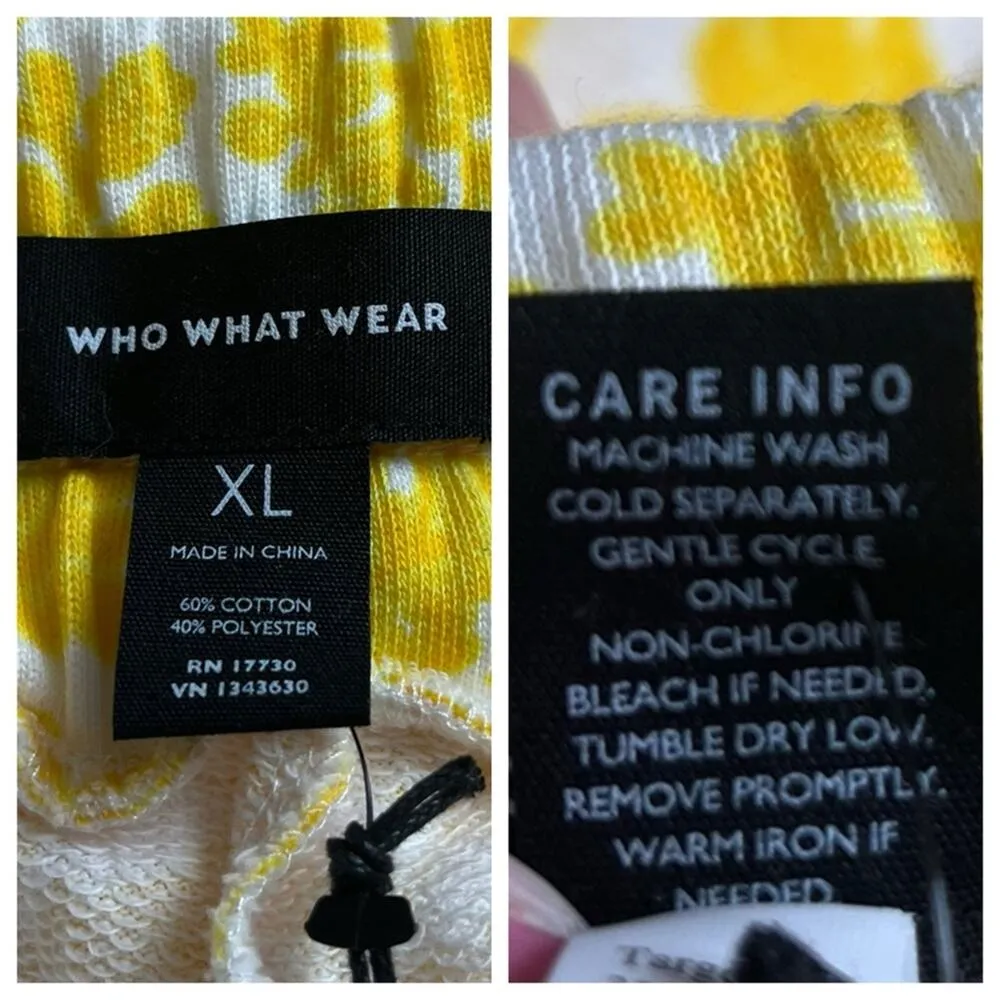 WHO WHAT WEAR
XL
MADE IN CHINA
60% COTTON
40% POLYESTER
RN 17730
VN 1343630
CARE INFO
MACHINE WASH
COLD SEPARATELY.
GENTLE CYCLE
ONLY
NON-CHLORINE
BLEACH IF NEEDED.
TUMBLE DRY LOW.
REMOVE PROMPTLY.
WARM IRON IF
NEEDED